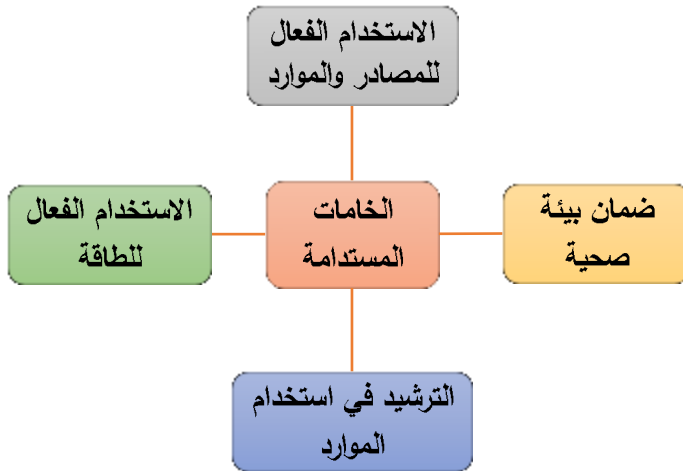 الاستخدام الفعال
للمصادر والموارد
ضمان بيئة
صحية
الخامات
المستدامة
الاستخدام الفعال
للطاقة
الترشيد في استخدام
الموارد